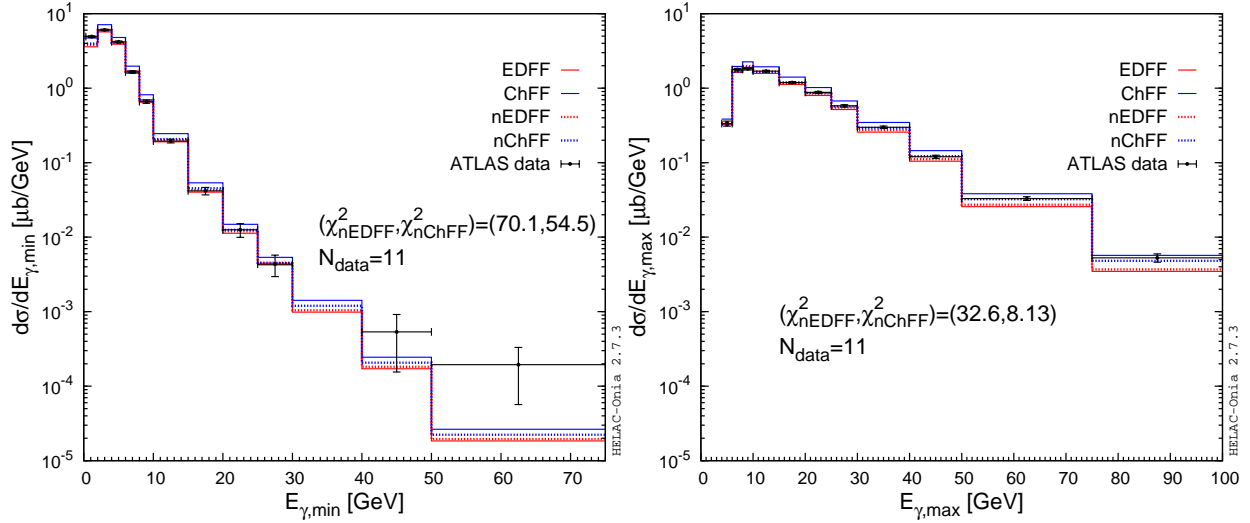 dσ/dE_γ,min [μb/GeV]
10^1
10^0
10^-1
10^-2
10^-3
10^-4
10^-5
EDFF
ChFF
nEDFF
nChFF
ATLAS data
(χ^2_nEDFF,χ^2_nChFF)=(70.1,54.5)
N_data=11
HELAC-Onia 2.7.3
0 10 20 30 40 50 60 70
E_γ,min [GeV]
dσ/dE_γ,max [μb/GeV]
10^1
10^0
10^-1
10^-2
10^-3
10^-4
10^-5
EDFF
ChFF
nEDFF
nChFF
ATLAS data
(χ^2_nEDFF,χ^2_nChFF)=(32.6,8.13)
N_data=11
HELAC-Onia 2.7.3
0 10 20 30 40 50 60 70 80 90 100
E_γ,max [GeV]